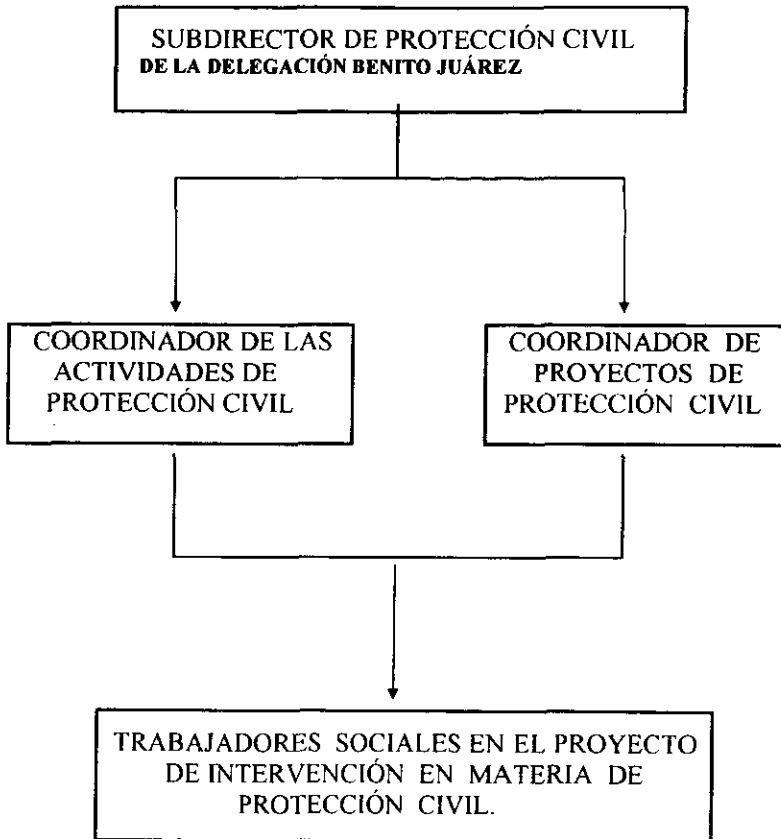 SUBDIRECTOR DE PROTECCIÓN CIVIL
DE LA DELEGACIÓN BENITO JUÁREZ
COORDINADOR DE LAS
ACTIVIDADES DE
PROTECCIÓN CIVIL
COORDINADOR DE
PROYECTOS DE
PROTECCIÓN CIVIL
TRABAJADORES SOCIALES EN EL PROYECTO
DE INTERVENCIÓN EN MATERIA DE
PROTECCIÓN CIVIL.